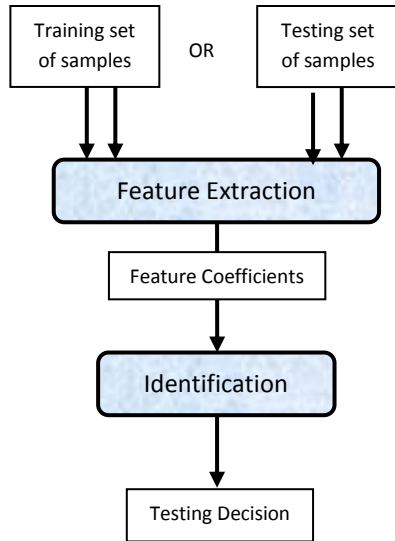 Training set
of samples
OR
Testing set
of samples
Feature Extraction
Feature Coefficients
Identification
Testing Decision